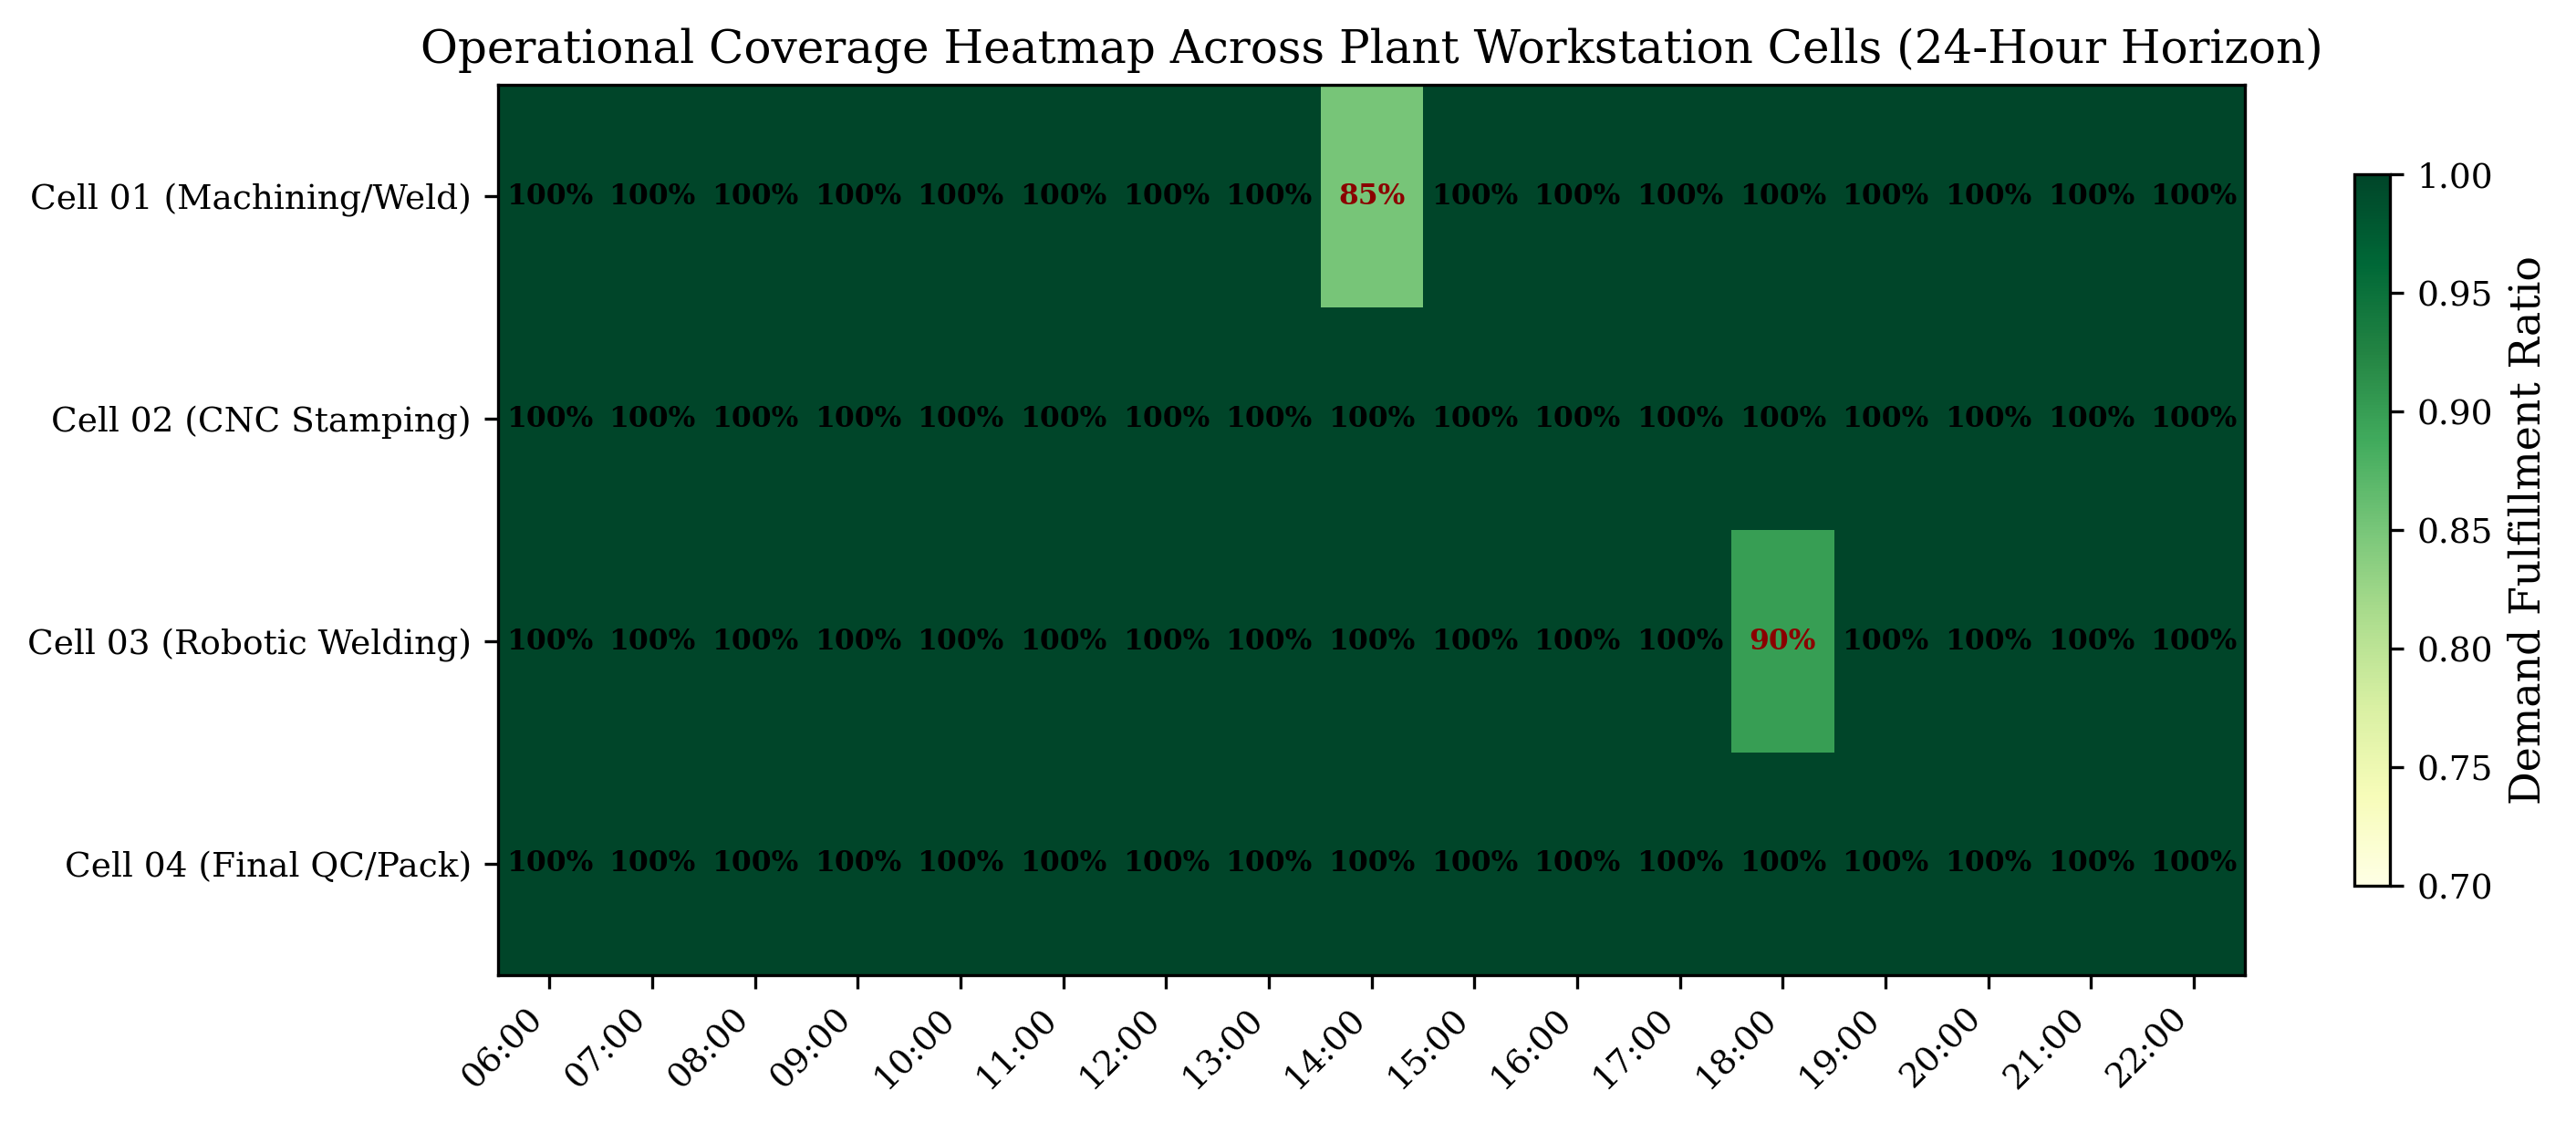 Operational Coverage Heatmap Across Plant Workstation Cells (24-Hour Horizon)
Cell 01 (Machining/Weld) 100% 100% 100% 100% 100% 100% 100% 100% 85% 100% 100% 100% 100% 100% 100% 100% 100%
Cell 02 (CNC Stamping) 100% 100% 100% 100% 100% 100% 100% 100% 100% 100% 100% 100% 100% 100% 100% 100% 100%
Cell 03 (Robotic Welding) 100% 100% 100% 100% 100% 100% 100% 100% 100% 100% 100% 100% 90% 100% 100% 100% 100%
Cell 04 (Final QC/Pack) 100% 100% 100% 100% 100% 100% 100% 100% 100% 100% 100% 100% 100% 100% 100% 100% 100%
06:00 07:00 08:00 09:00 10:00 11:00 12:00 13:00 14:00 15:00 16:00 17:00 18:00 19:00 20:00 21:00 22:00
1.00
0.95
0.90
0.85
0.80
0.75
0.70
Demand Fulfillment Ratio